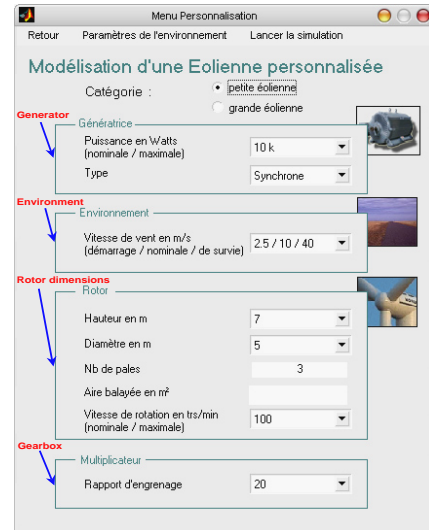 Menu Personnalisation
Retour Paramètres de l'environnement Lancer la simulation
Modélisation d'une Eolienne personnalisée
Catégorie :
petite éolienne
grande éolienne
Generator
Génératrice
Puissance en Watts
(nominale / maximale)
10 k
Type
Synchrone
Environment
Environnement
Vitesse de vent en m/s
(démarrage / nominale / de survie)
2.5 / 10 / 40
Rotor dimensions
Rotor
Hauteur en m
7
Diamètre en m
5
Nb de pales
3
Aire balayée en m²
Vitesse de rotation en trs/min
(nominale / maximale)
100
Gearbox
Multiplicateur
Rapport d'engrenage
20